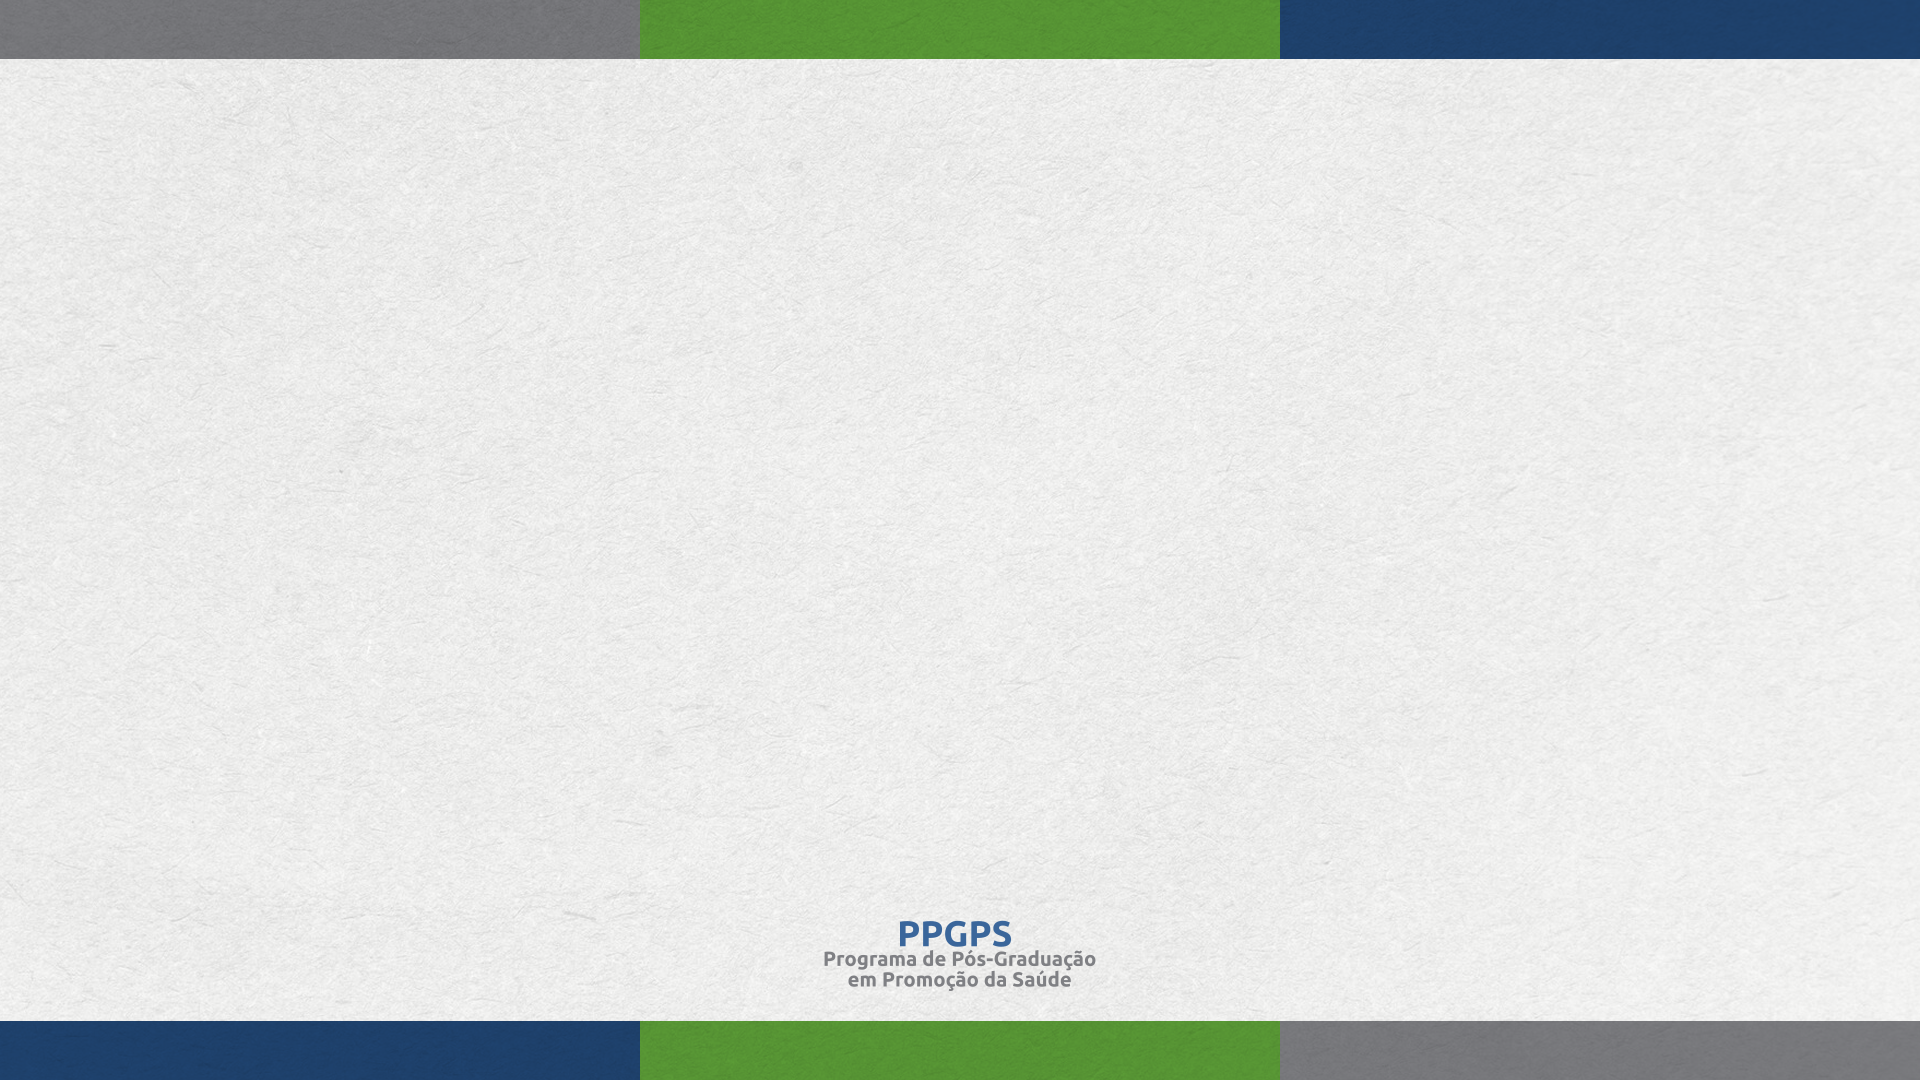 PPGPS
Programa de Pós-Graduação
em Promoção da Saúde